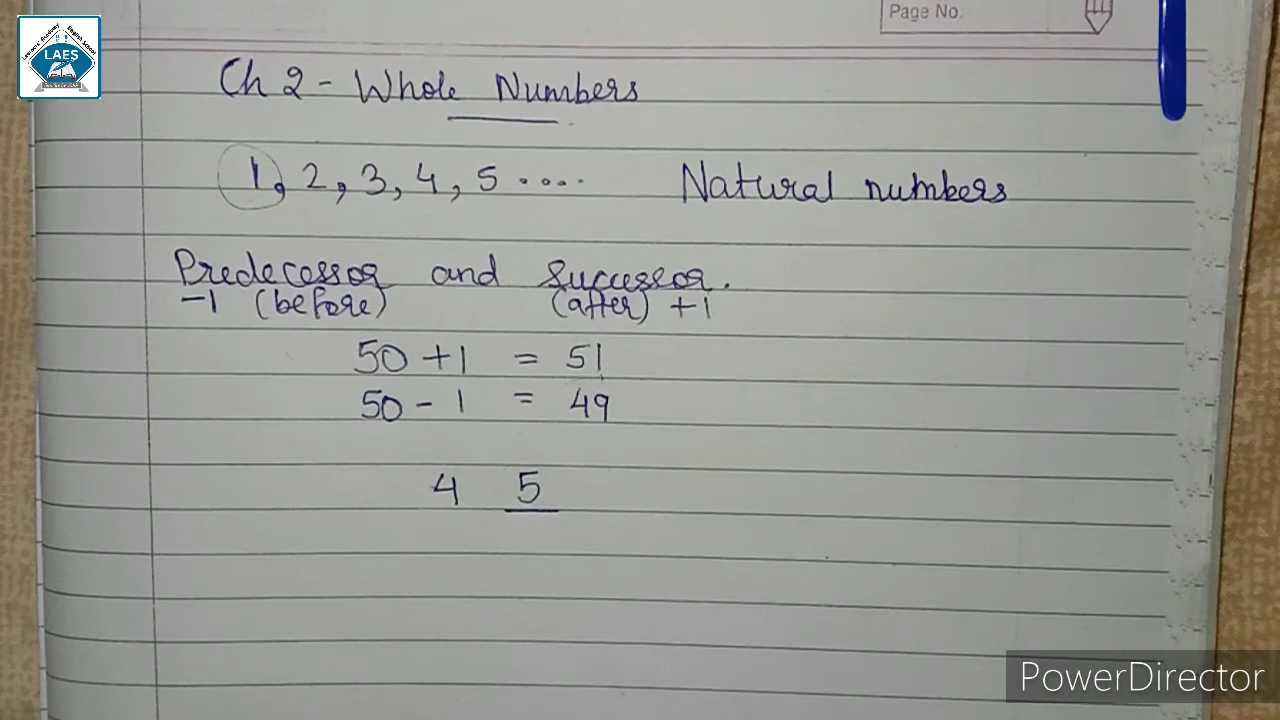 Page No.
LAES
Ch 2 - Whole Numbers
1, 2, 3, 4, 5 .... Natural numbers
Predecessor and successor.
-1 (before) (after) +1
50 + 1 = 51
50 - 1 = 49
4 5
PowerDirector